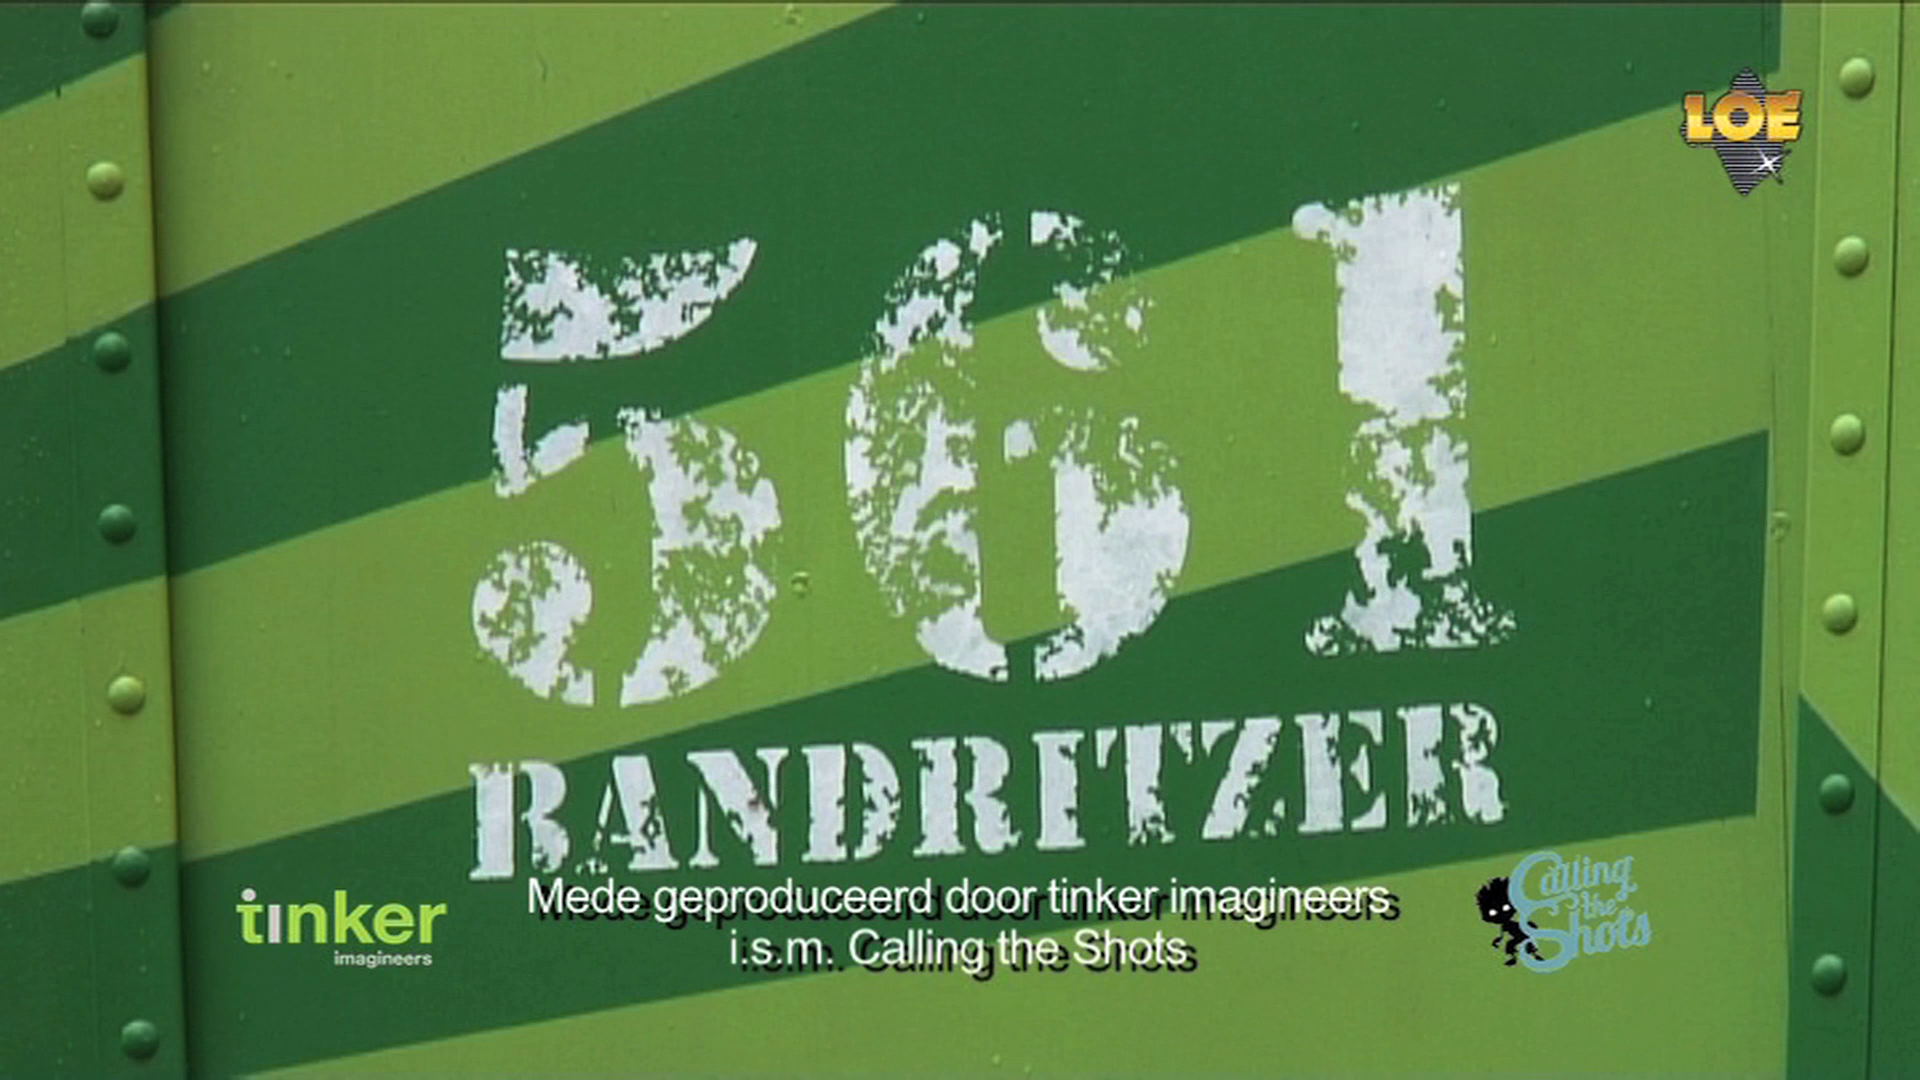 LOE
561
BANDRITZER
tinker
imagineers
Mede geproduceerd door tinker imagineers
i.s.m. Calling the Shots
Calling
the
Shots